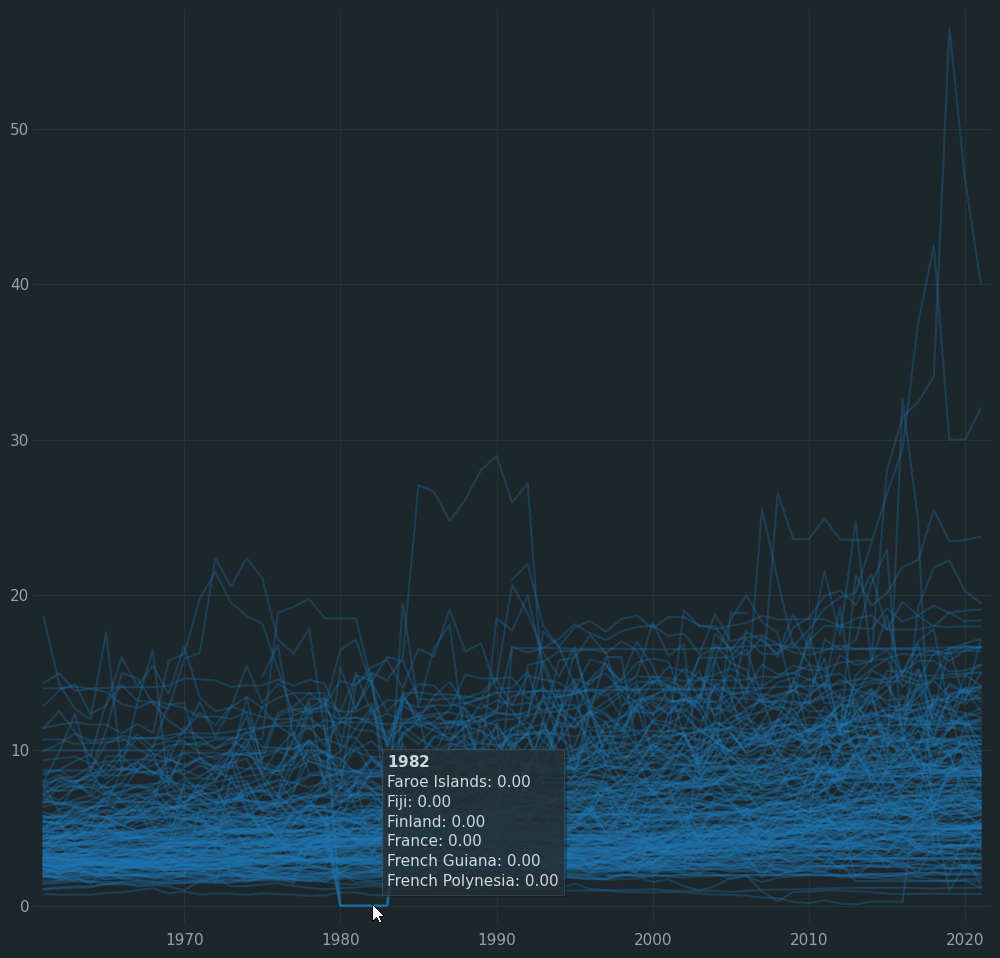 50
40
30
20
10
0
1982
Faroe Islands: 0.00
Fiji: 0.00
Finland: 0.00
France: 0.00
French Guiana: 0.00
French Polynesia: 0.00
1970 1980 1990 2000 2010 2020